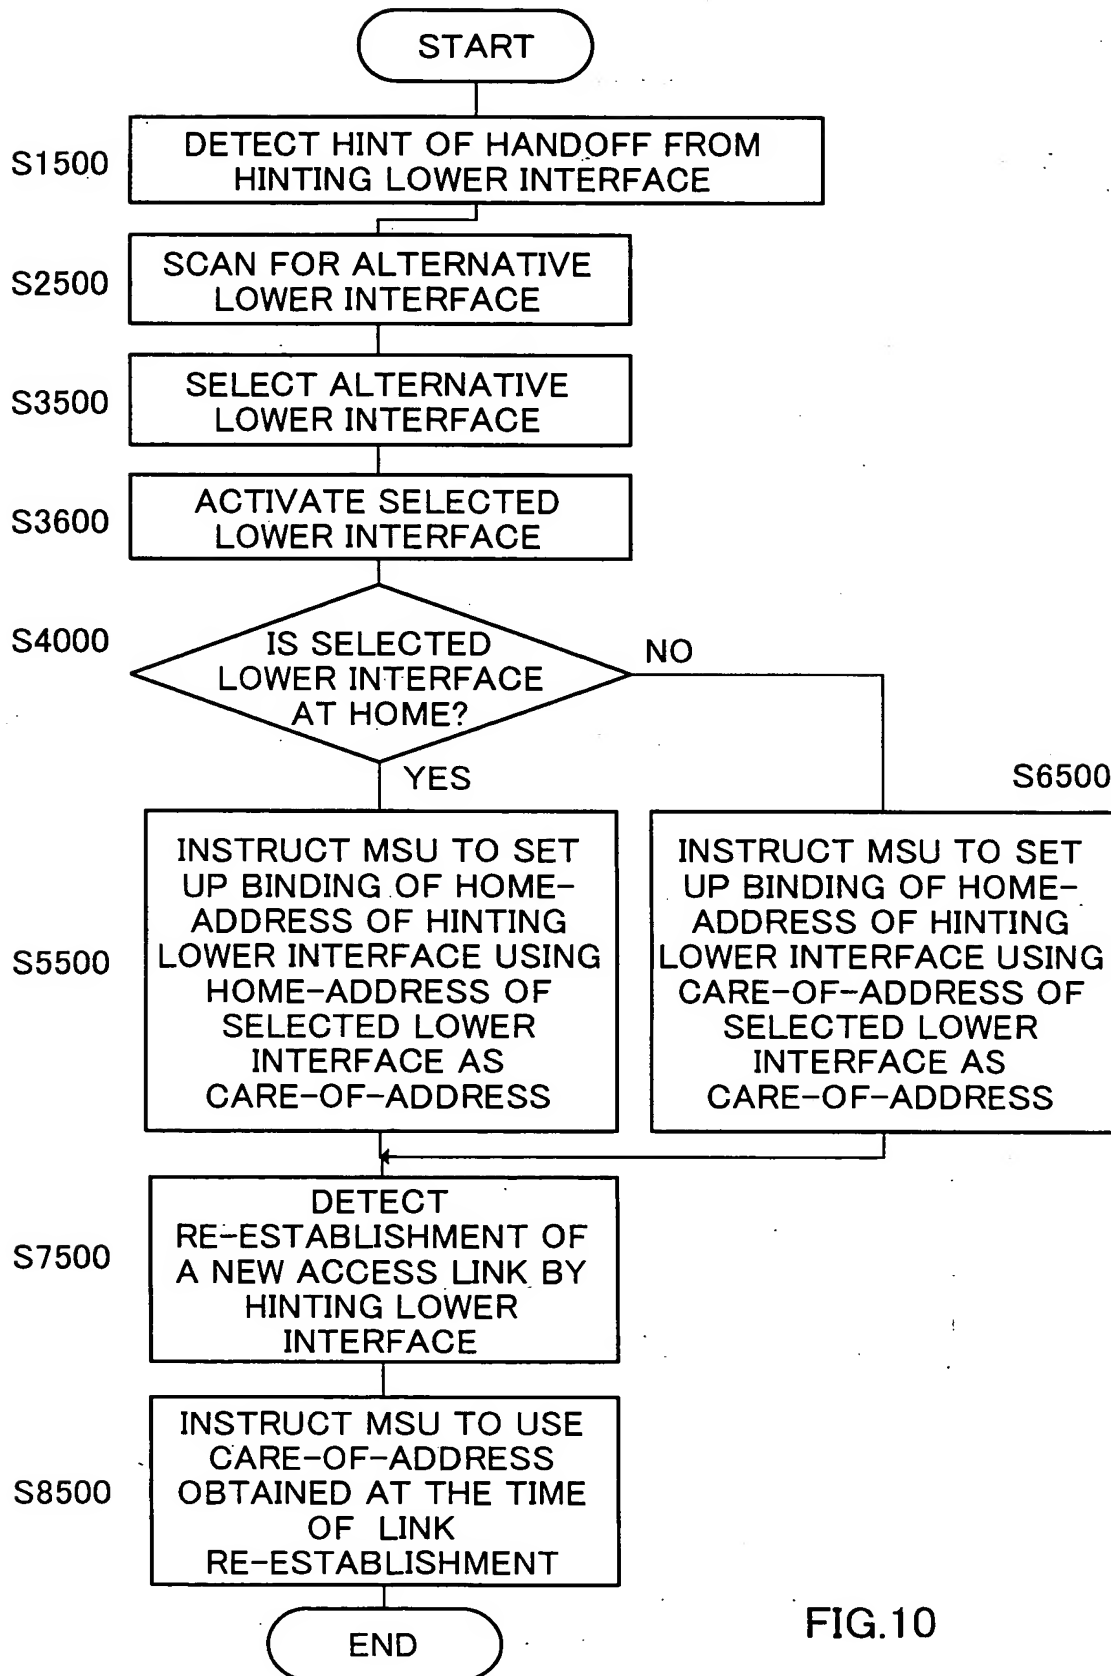 START
S1500
DETECT HINT OF HANDOFF FROM
HINTING LOWER INTERFACE
S2500
SCAN FOR ALTERNATIVE
LOWER INTERFACE
S3500
SELECT ALTERNATIVE
LOWER INTERFACE
S3600
ACTIVATE SELECTED
LOWER INTERFACE
S4000
IS SELECTED
LOWER INTERFACE
AT HOME?
NO
YES
S5500
INSTRUCT MSU TO SET
UP BINDING OF HOME-
ADDRESS OF HINTING
LOWER INTERFACE USING
HOME-ADDRESS OF
SELECTED LOWER
INTERFACE AS
CARE-OF-ADDRESS
S6500
INSTRUCT MSU TO SET
UP BINDING OF HOME-
ADDRESS OF HINTING
LOWER INTERFACE USING
CARE-OF-ADDRESS OF
SELECTED LOWER
INTERFACE AS
CARE-OF-ADDRESS
S7500
DETECT
RE-ESTABLISHMENT OF
A NEW ACCESS LINK BY
HINTING LOWER
INTERFACE
S8500
INSTRUCT MSU TO USE
CARE-OF-ADDRESS
OBTAINED AT THE TIME
OF LINK
RE-ESTABLISHMENT
END
FIG.10